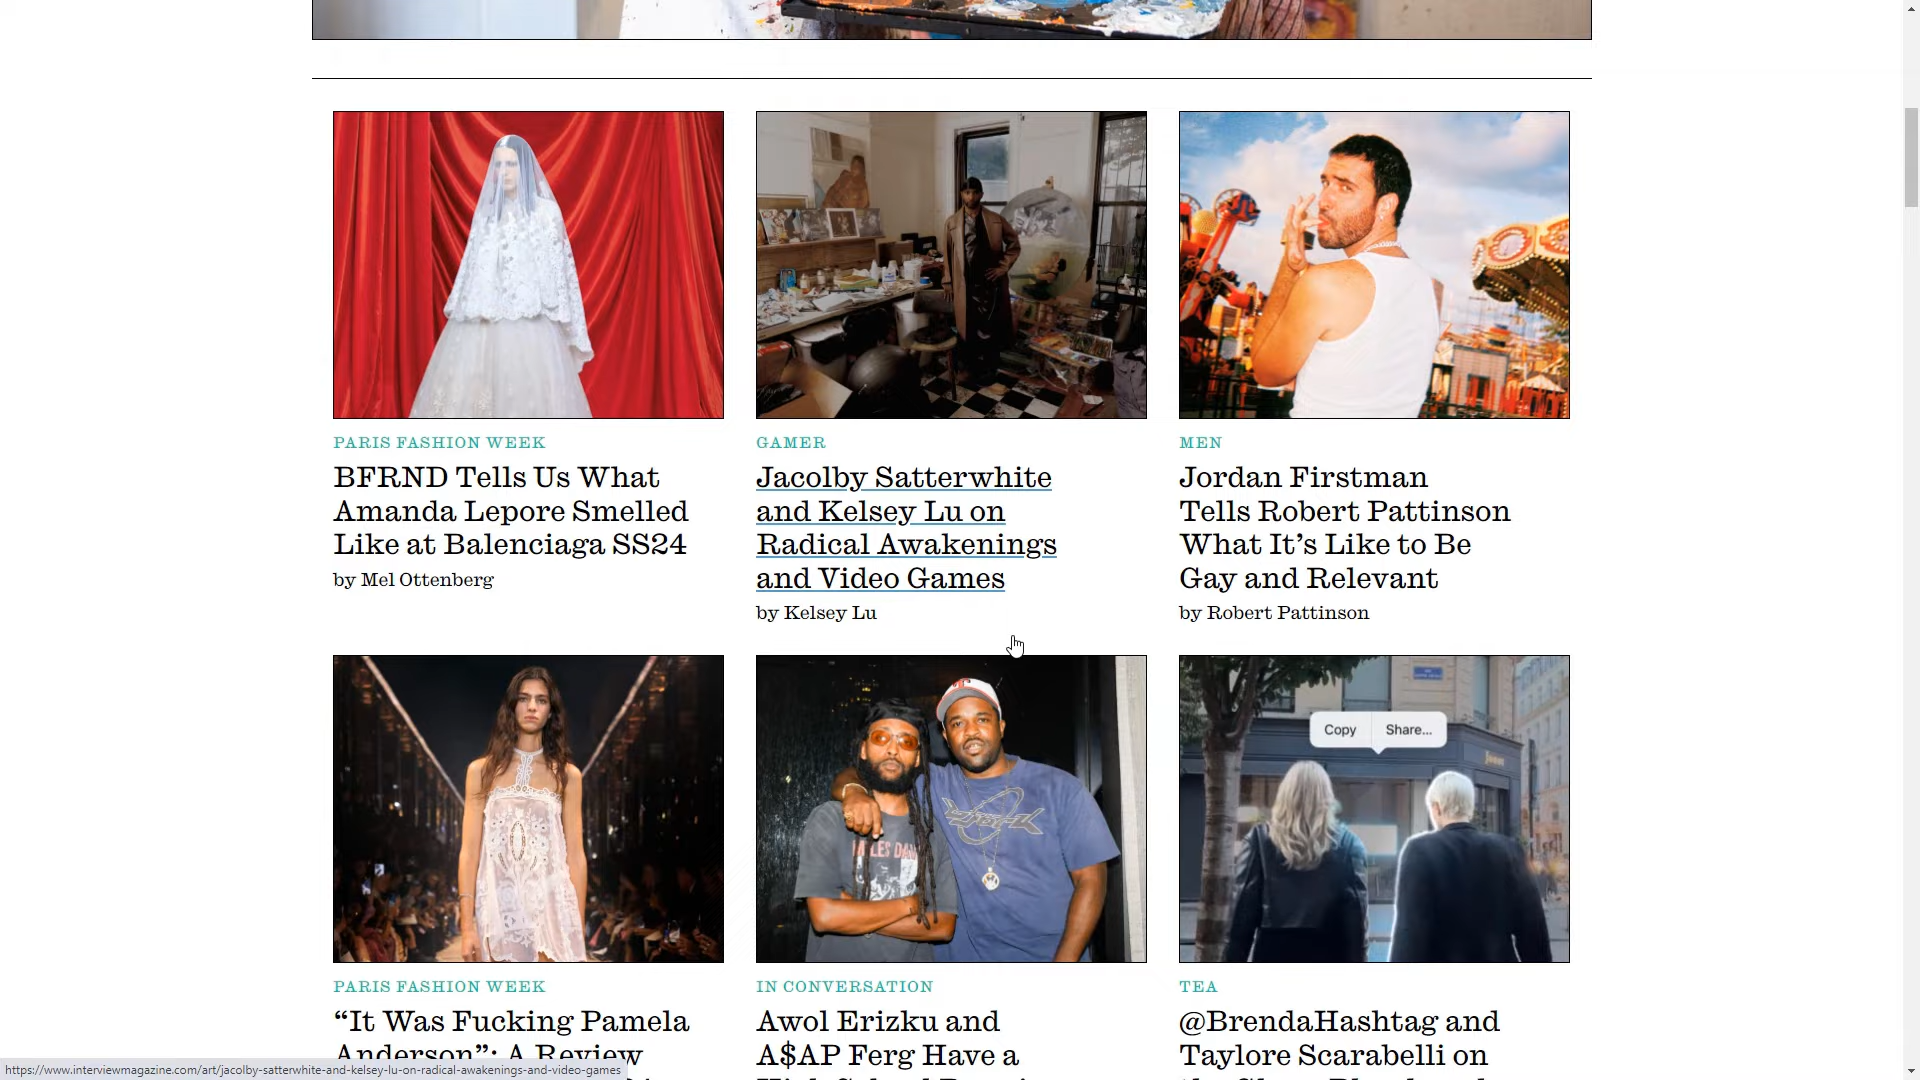 PARIS FASHION WEEK
BFRND Tells Us What
Amanda Lepore Smelled
Like at Balenciaga SS24
by Mel Ottenberg
GAMER
Jacolby Satterwhite
and Kelsey Lu on
Radical Awakenings
and Video Games
by Kelsey Lu
MEN
Jordan Firstman
Tells Robert Pattinson
What It’s Like to Be
Gay and Relevant
by Robert Pattinson
Copy
Share...
PARIS FASHION WEEK
“It Was Fucking Pamela
Anderson”: A Review
IN CONVERSATION
Awol Erizku and
A$AP Ferg Have a
TEA
@BrendaHashtag and
Taylore Scarabelli on
https://www.interviewmagazine.com/art/jacolby-satterwhite-and-kelsey-lu-on-radical-awakenings-and-video-games